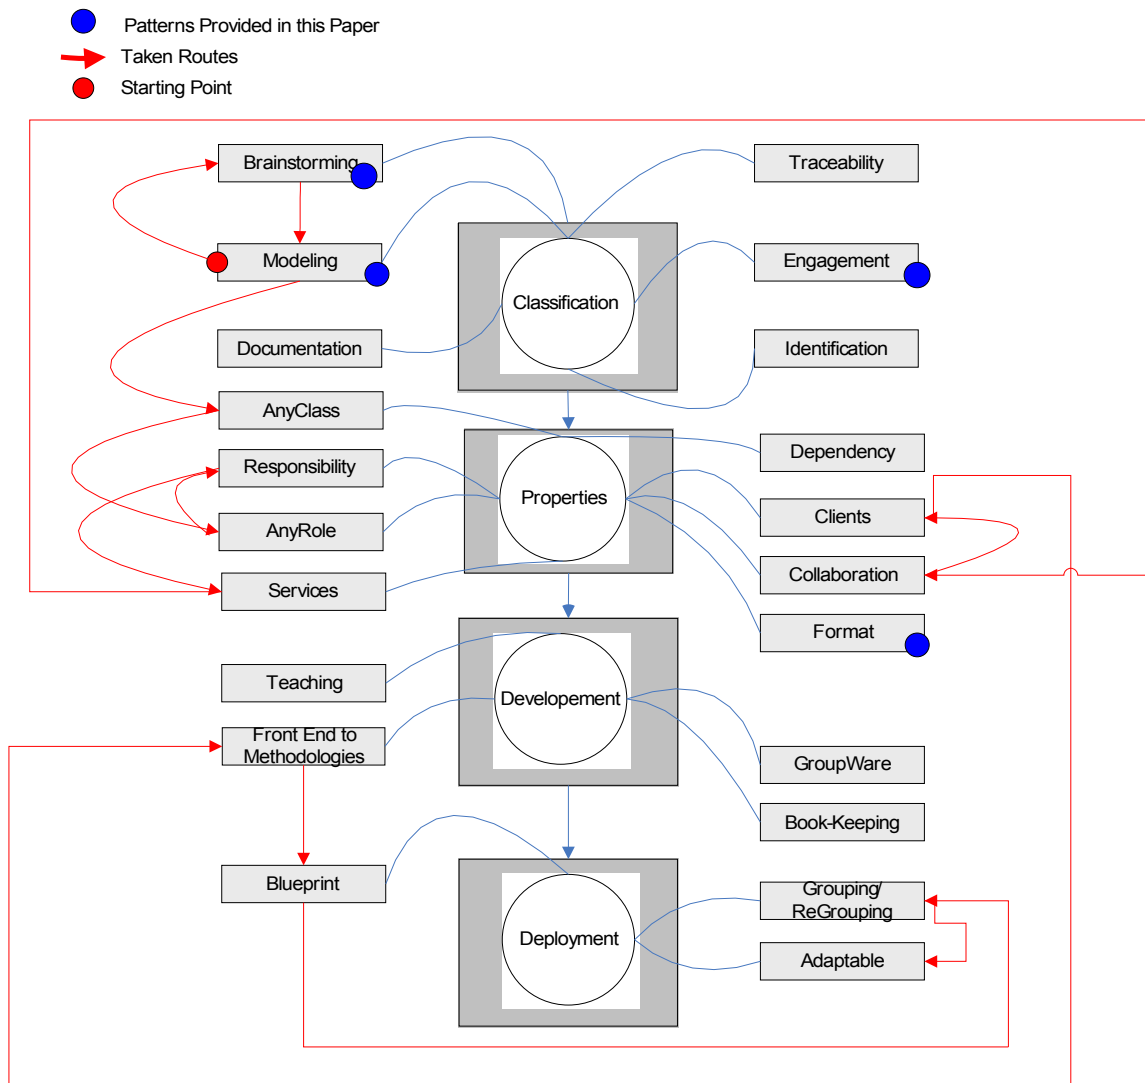 Patterns Provided in this Paper
Taken Routes
Starting Point
Brainstorming
Traceability
Modeling
Engagement
Classification
Documentation
Identification
AnyClass
Dependency
Responsibility
Properties
Clients
AnyRole
Collaboration
Services
Format
Teaching
Developement
Front End to
Methodologies
GroupWare
Book-Keeping
Blueprint
Grouping/
ReGrouping
Deployment
Adaptable